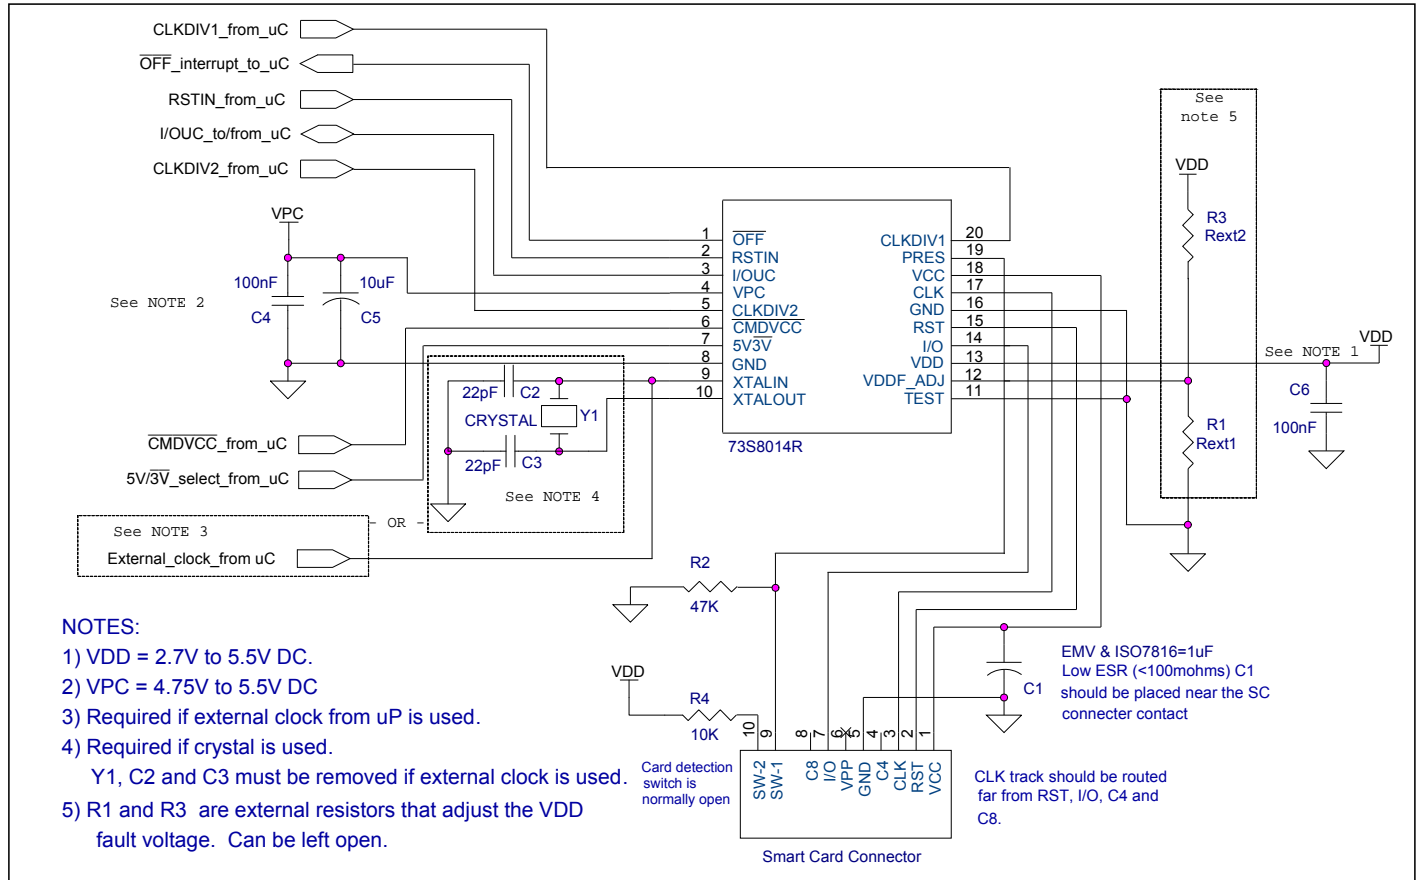 CLKDIV1_from_uC
OFF_interrupt_to_uC
RSTIN_from_uC
I/OUC_to/from_uC
CLKDIV2_from_uC
VPC
100nF
C4
10uF
C5
See NOTE 2
1
2
3
4
5
6
7
8
9
10
OFF
RSTIN
I/OUC
VPC
CLKDIV2
CMDVCC
5V3V
GND
XTALIN
XTALOUT
CLKDIV1
PRES
VCC
CLK
GND
RST
I/O
VDD
VDDF_ADJ
TEST
20
19
18
17
16
15
14
13
12
11
73S8014R
See
note 5
VDD
R3
Rext2
R1
Rext1
See NOTE 1
VDD
C6
100nF
22pF
C2
CRYSTAL
Y1
22pF
C3
See NOTE 4
CMDVCC_from_uC
5V/3V_select_from_uC
- OR -
See NOTE 3
External_clock_from uC
R2
47K
VDD
R4
10K
C1
EMV & ISO7816=1uF
Low ESR (<100mohms) C1
should be placed near the SC
connecter contact
Card detection
switch is
normally open
10
9
8
7
6
5
4
3
2
1
SW-2
SW-1
C8
I/O
VPP
GND
C4
CLK
RST
VCC
CLK track should be routed
far from RST, I/O, C4 and
C8.
Smart Card Connector
NOTES:
1) VDD = 2.7V to 5.5V DC.
2) VPC = 4.75V to 5.5V DC
3) Required if external clock from uP is used.
4) Required if crystal is used.
Y1, C2 and C3 must be removed if external clock is used.
5) R1 and R3 are external resistors that adjust the VDD
fault voltage. Can be left open.